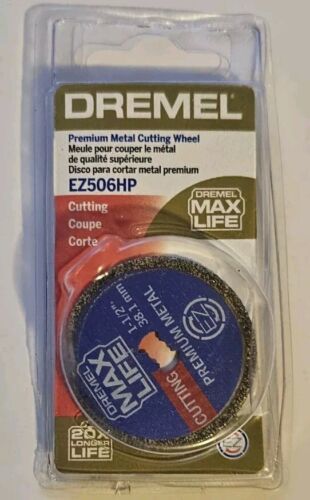 DREMEL
Premium Metal Cutting Wheel
Meule pour couper le métal
de qualité supérieure
Disco para cortar metal premium
EZ506HP
DREMEL
MAX
LIFE
Cutting
Coupe
Corte
1-1/2"
38.1 mm
DREMEL
MAX
LIFE
EZ
CUTTING
PREMIUM METAL
20X
LONGER
LIFE
EZ